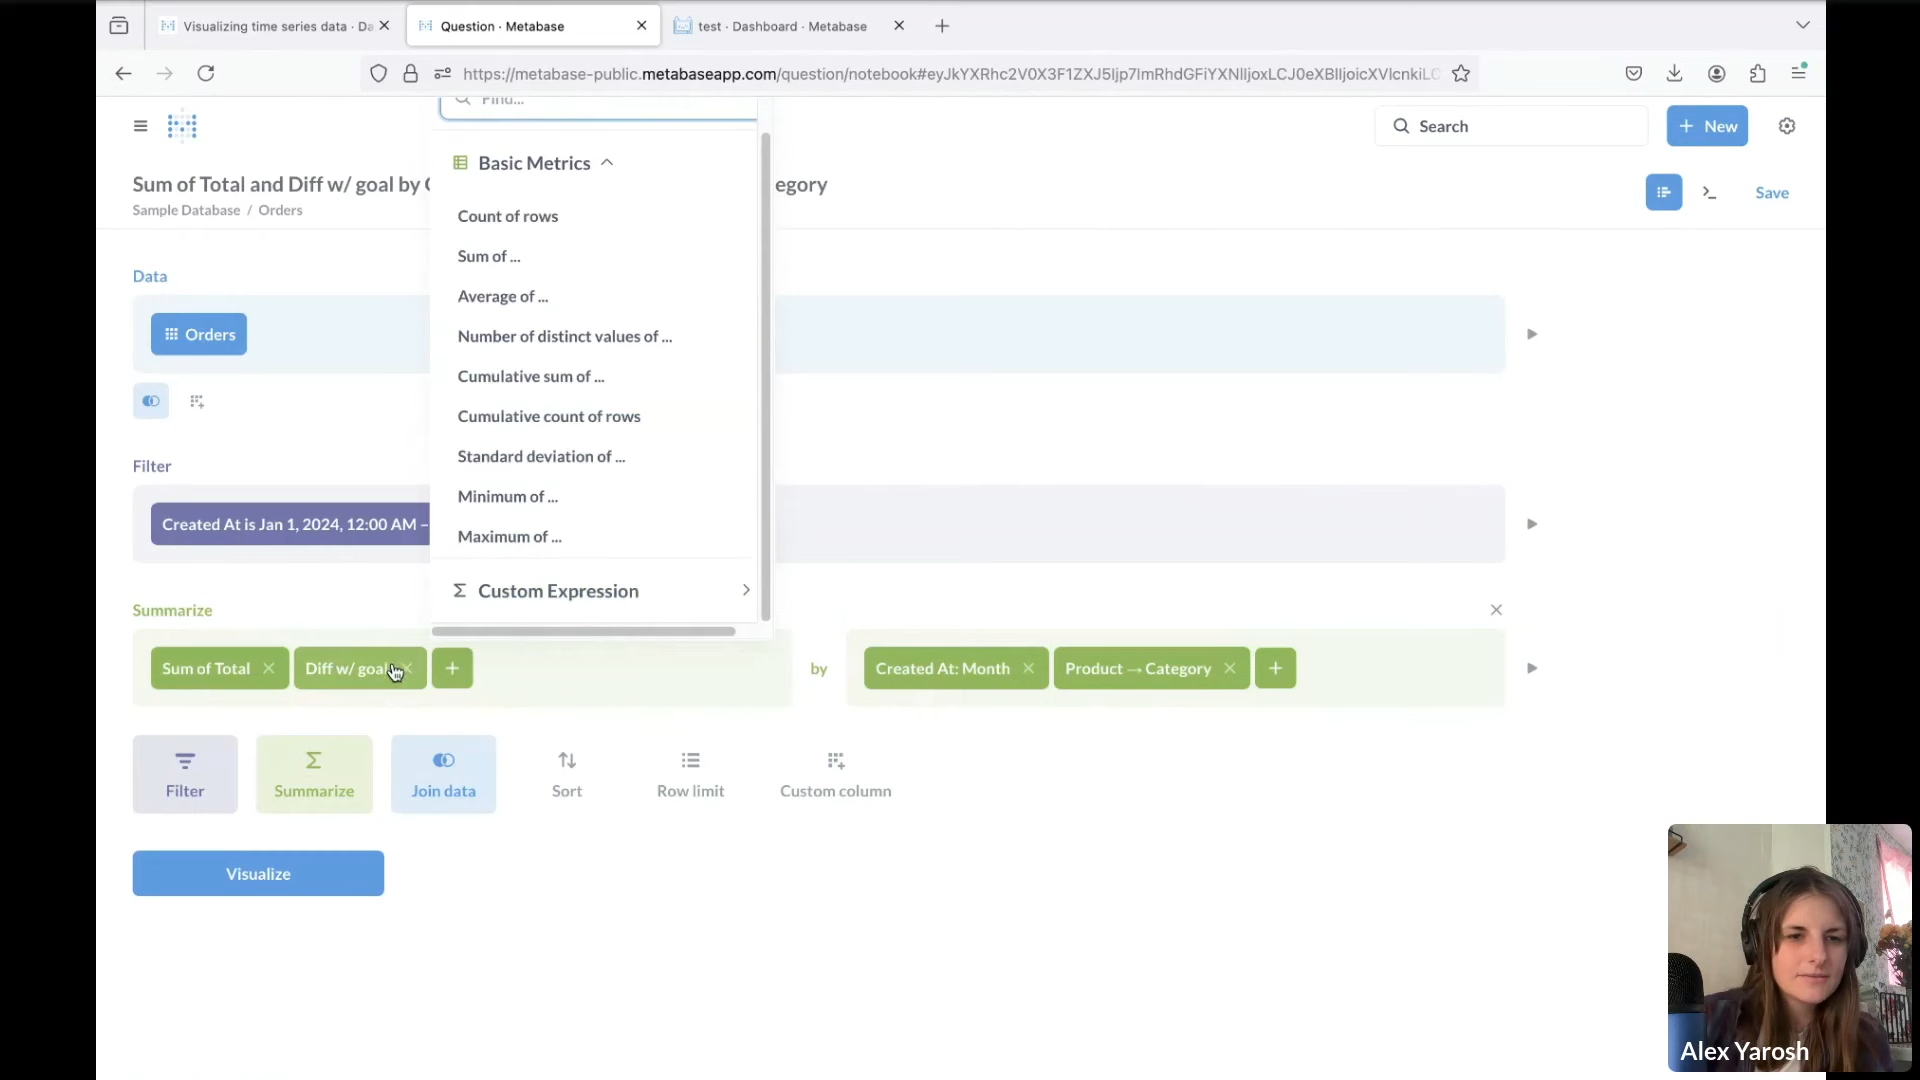 Visualizing time series data · Da
Question · Metabase
test · Dashboard · Metabase
https://metabase-public.metabaseapp.com/question/notebook#
Find...
Search
New
Basic Metrics
Sum of Total and Diff w/ goal by
egory
Save
Sample Database / Orders
Count of rows
Sum of ...
Data
Average of ...
Orders
Number of distinct values of ...
Cumulative sum of ...
Cumulative count of rows
Filter
Standard deviation of ...
Minimum of ...
Created At is Jan 1, 2024, 12:00 AM –
Maximum of ...
Custom Expression
Summarize
Sum of Total
Diff w/ goal
by
Created At: Month
Product → Category
Filter
Summarize
Join data
Sort
Row limit
Custom column
Visualize
Alex Yarosh